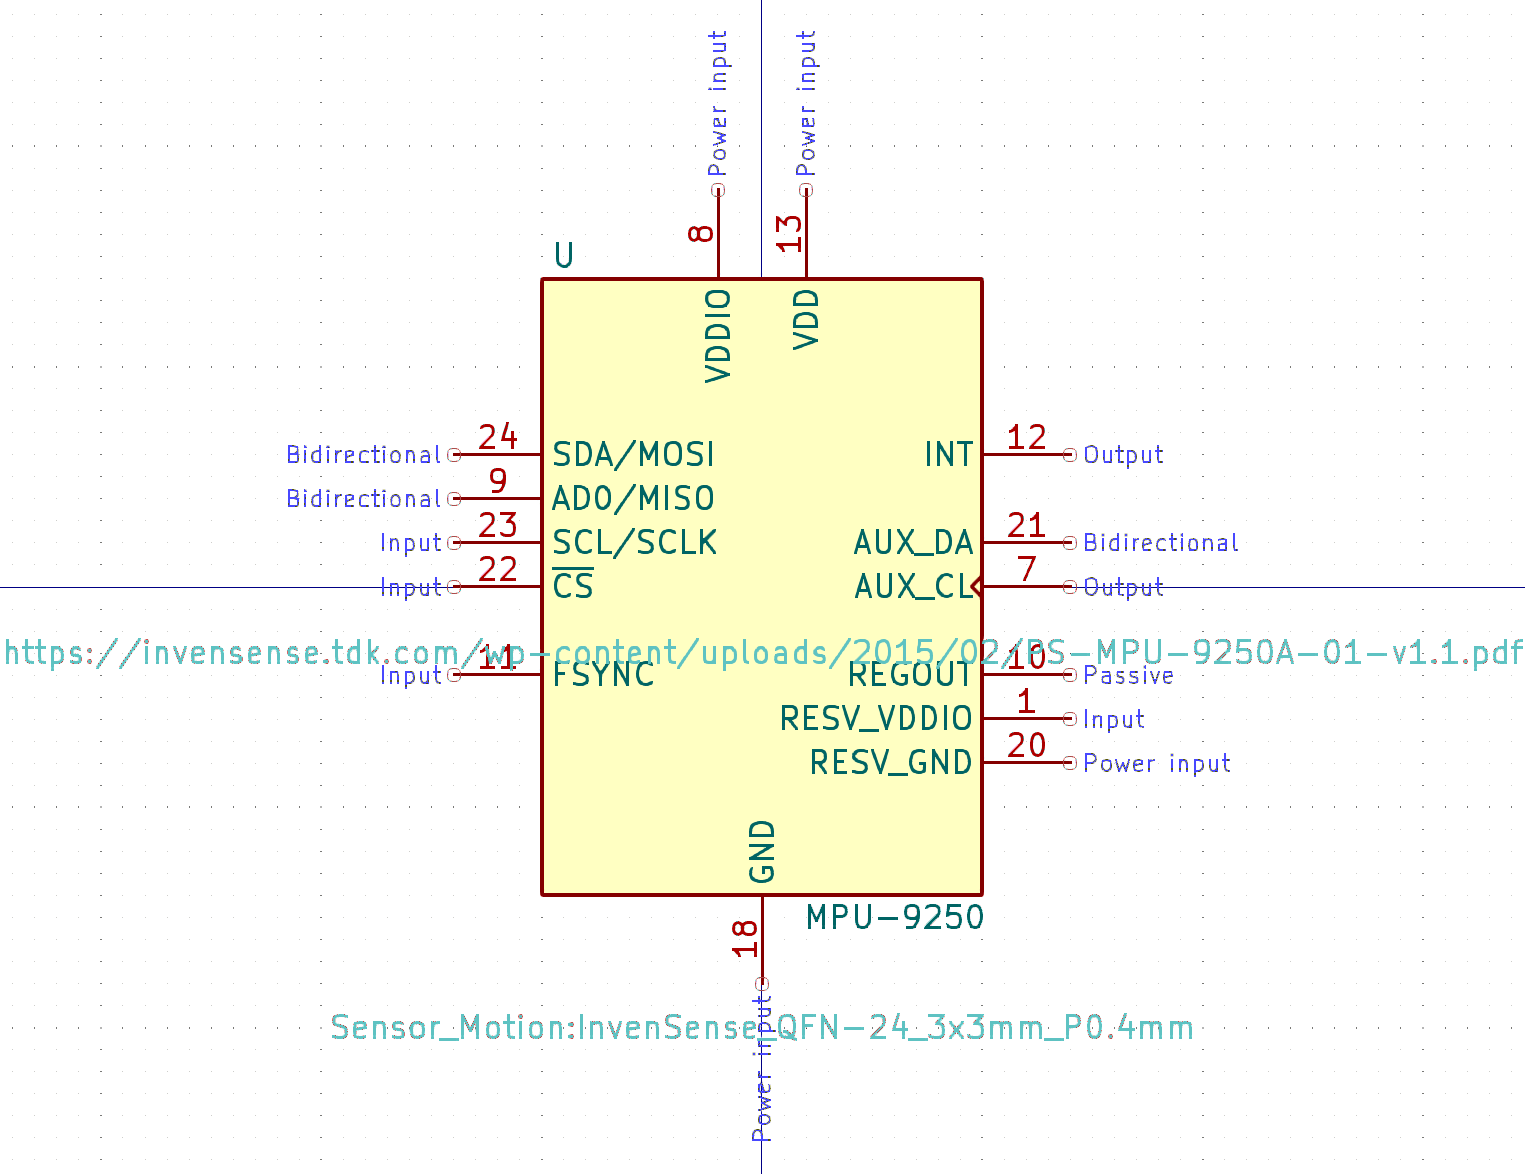 Power input
Power input
8
13
U
VDDIO
VDD
Bidirectional 24 SDA/MOSI
INT 12 Output
Bidirectional 9 AD0/MISO
Input 23 SCL/SCLK
AUX_DA 21 Bidirectional
Input 22 CS
AUX_CL 7 Output
https://invensense.tdk.com/wp-content/uploads/2015/02/PS-MPU-9250A-01-v1.1.pdf
Input 11 FSYNC
REGOUT 10 Passive
RESV_VDDIO 1 Input
RESV_GND 20 Power input
GND
MPU-9250
18
Sensor_Motion:InvenSense_QFN-24_3x3mm_P0.4mm
Power input